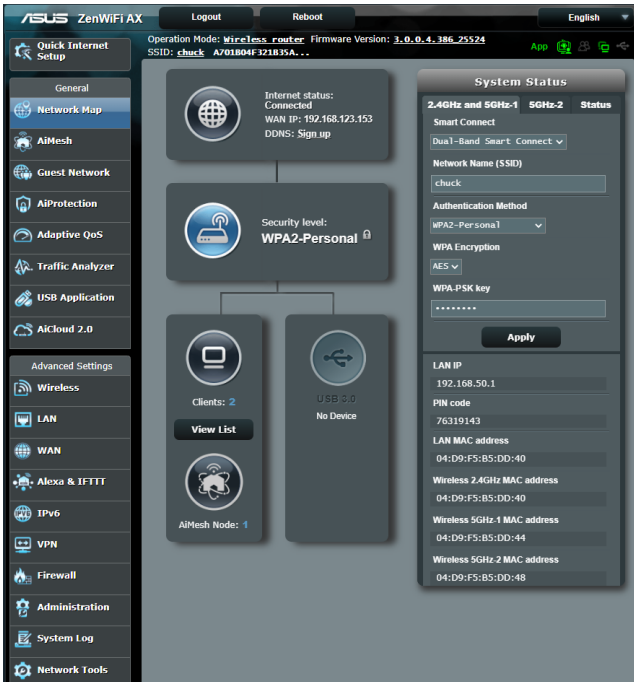 ASUS ZenWiFi AX
Logout
Reboot
English
Quick Internet
Setup
Operation Mode: Wireless router Firmware Version: 3.0.0.4.386_25524
SSID: chuck A701B04F321B35A...
App
General
Network Map
AiMesh
Guest Network
AiProtection
Adaptive QoS
Traffic Analyzer
USB Application
AiCloud 2.0
Advanced Settings
Wireless
LAN
WAN
Alexa & IFTTT
IPv6
VPN
Firewall
Administration
System Log
Network Tools
Internet status:
Connected
WAN IP: 192.168.123.153
DDNS: Sign up
Security level:
WPA2-Personal
Clients: 2
View List
AiMesh Node: 1
USB 3.0
No Device
System Status
2.4GHz and 5GHz-1 5GHz-2 Status
Smart Connect
Dual-Band Smart Connect
Network Name (SSID)
chuck
Authentication Method
WPA2-Personal
WPA Encryption
AES
WPA-PSK key
········
Apply
LAN IP
192.168.50.1
PIN code
76319143
LAN MAC address
04:D9:F5:B5:DD:40
Wireless 2.4GHz MAC address
04:D9:F5:B5:DD:40
Wireless 5GHz-1 MAC address
04:D9:F5:B5:DD:44
Wireless 5GHz-2 MAC address
04:D9:F5:B5:DD:48